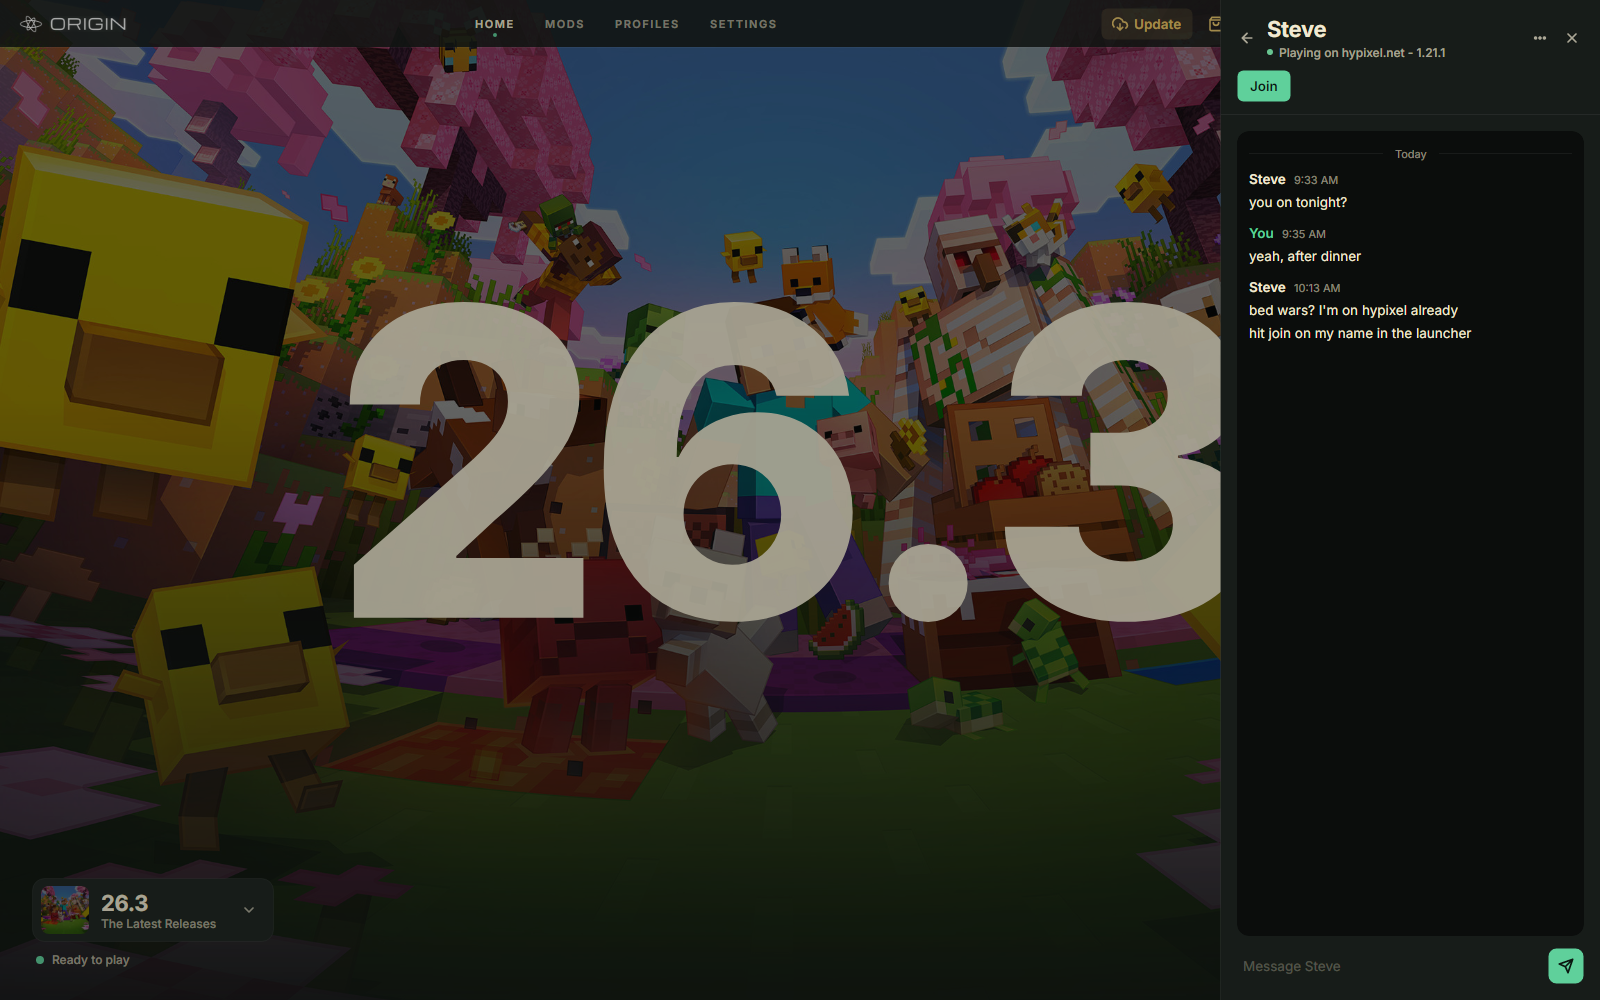 ORIGIN
HOME
MODS
PROFILES
SETTINGS
Update
Steve
Playing on hypixel.net - 1.21.1
Join
Today
Steve 9:33 AM
you on tonight?
You 9:35 AM
yeah, after dinner
Steve 10:13 AM
bed wars? I'm on hypixel already
hit join on my name in the launcher
26.3
26.3
The Latest Releases
Ready to play
Message Steve